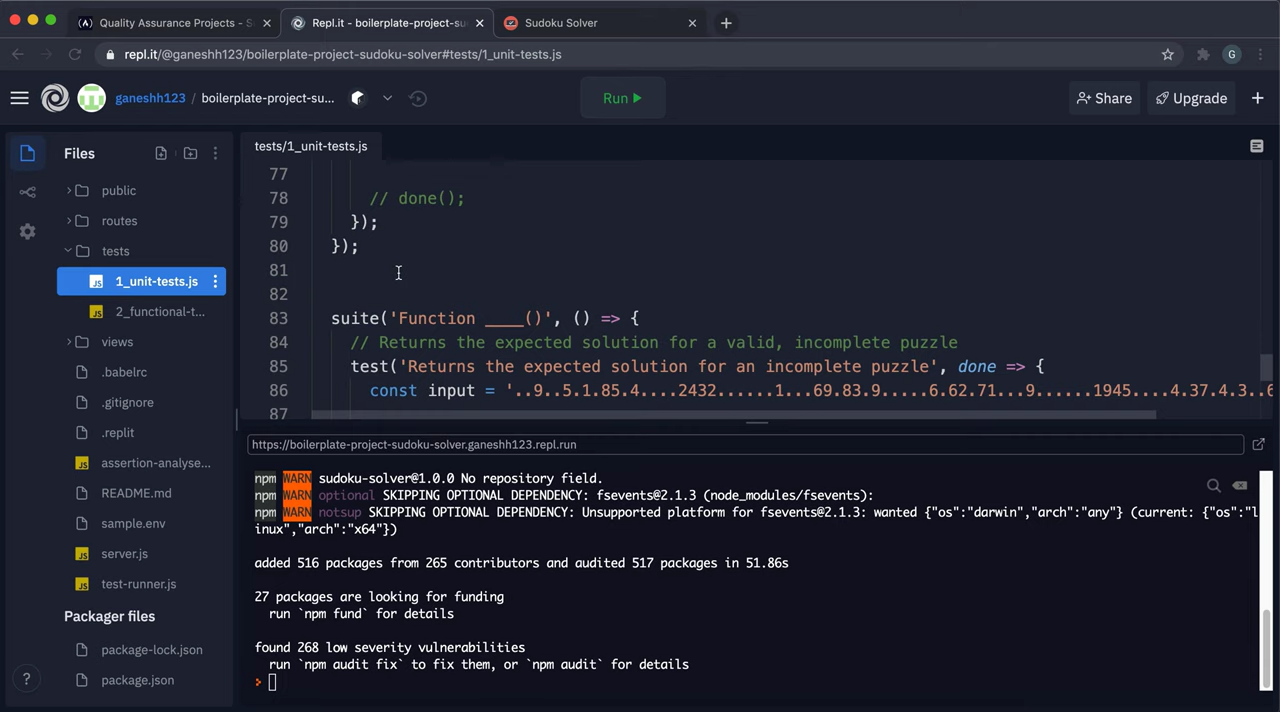 Quality Assurance Projects - S
Repl.it - boilerplate-project-su
Sudoku Solver
repl.it/@ganeshh123/boilerplate-project-sudoku-solver#tests/1_unit-tests.js
G
ganeshh123 / boilerplate-project-su...
Run
Share
Upgrade
Files
public
routes
tests
JS 1_unit-tests.js
JS 2_functional-t...
views
.babelrc
.gitignore
.replit
JS assertion-analyse...
README.md
sample.env
JS server.js
JS test-runner.js
Packager files
package-lock.json
package.json
?
tests/1_unit-tests.js
77
78 // done();
79 });
80 });
81
82
83 suite('Function ____()', () => {
84 // Returns the expected solution for a valid, incomplete puzzle
85 test('Returns the expected solution for an incomplete puzzle', done => {
86 const input = '..9..5.1.85.4....2432......1...69.83.9.....6.62.71...9......1945....4.37.4.3..6
87
https://boilerplate-project-sudoku-solver.ganeshh123.repl.run
npm WARN sudoku-solver@1.0.0 No repository field.
npm WARN optional SKIPPING OPTIONAL DEPENDENCY: fsevents@2.1.3 (node_modules/fsevents):
npm WARN notsup SKIPPING OPTIONAL DEPENDENCY: Unsupported platform for fsevents@2.1.3: wanted {"os":"darwin","arch":"any"} (current: {"os":"l
inux","arch":"x64"})
added 516 packages from 265 contributors and audited 517 packages in 51.86s
27 packages are looking for funding
run `npm fund` for details
found 268 low severity vulnerabilities
run `npm audit fix` to fix them, or `npm audit` for details
>